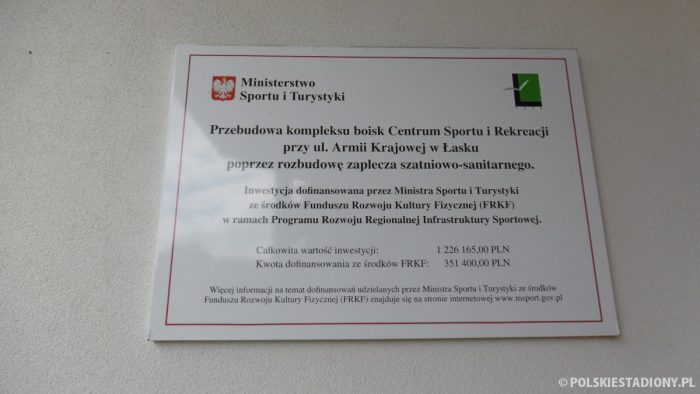 Ministerstwo
Sportu i Turystyki
Przebudowa kompleksu boisk Centrum Sportu i Rekreacji
przy ul. Armii Krajowej w Łasku
poprzez rozbudowę zaplecza szatniowo-sanitarnego.
Inwestycja dofinansowana przez Ministra Sportu i Turystyki
ze środków Funduszu Rozwoju Kultury Fizycznej (FRKF)
w ramach Programu Rozwoju Regionalnej Infrastruktury Sportowej.
Całkowita wartość inwestycji: 1 226 165,00 PLN
Kwota dofinansowania ze środków FRKF: 351 400,00 PLN
Więcej informacji na temat dofinansowań udzielanych przez Ministra Sportu i Turystyki ze środków
Funduszu Rozwoju Kultury Fizycznej (FRKF) znajduje się na stronie internetowej www.msport.gov.pl
© POLSKIESTADIONY.PL